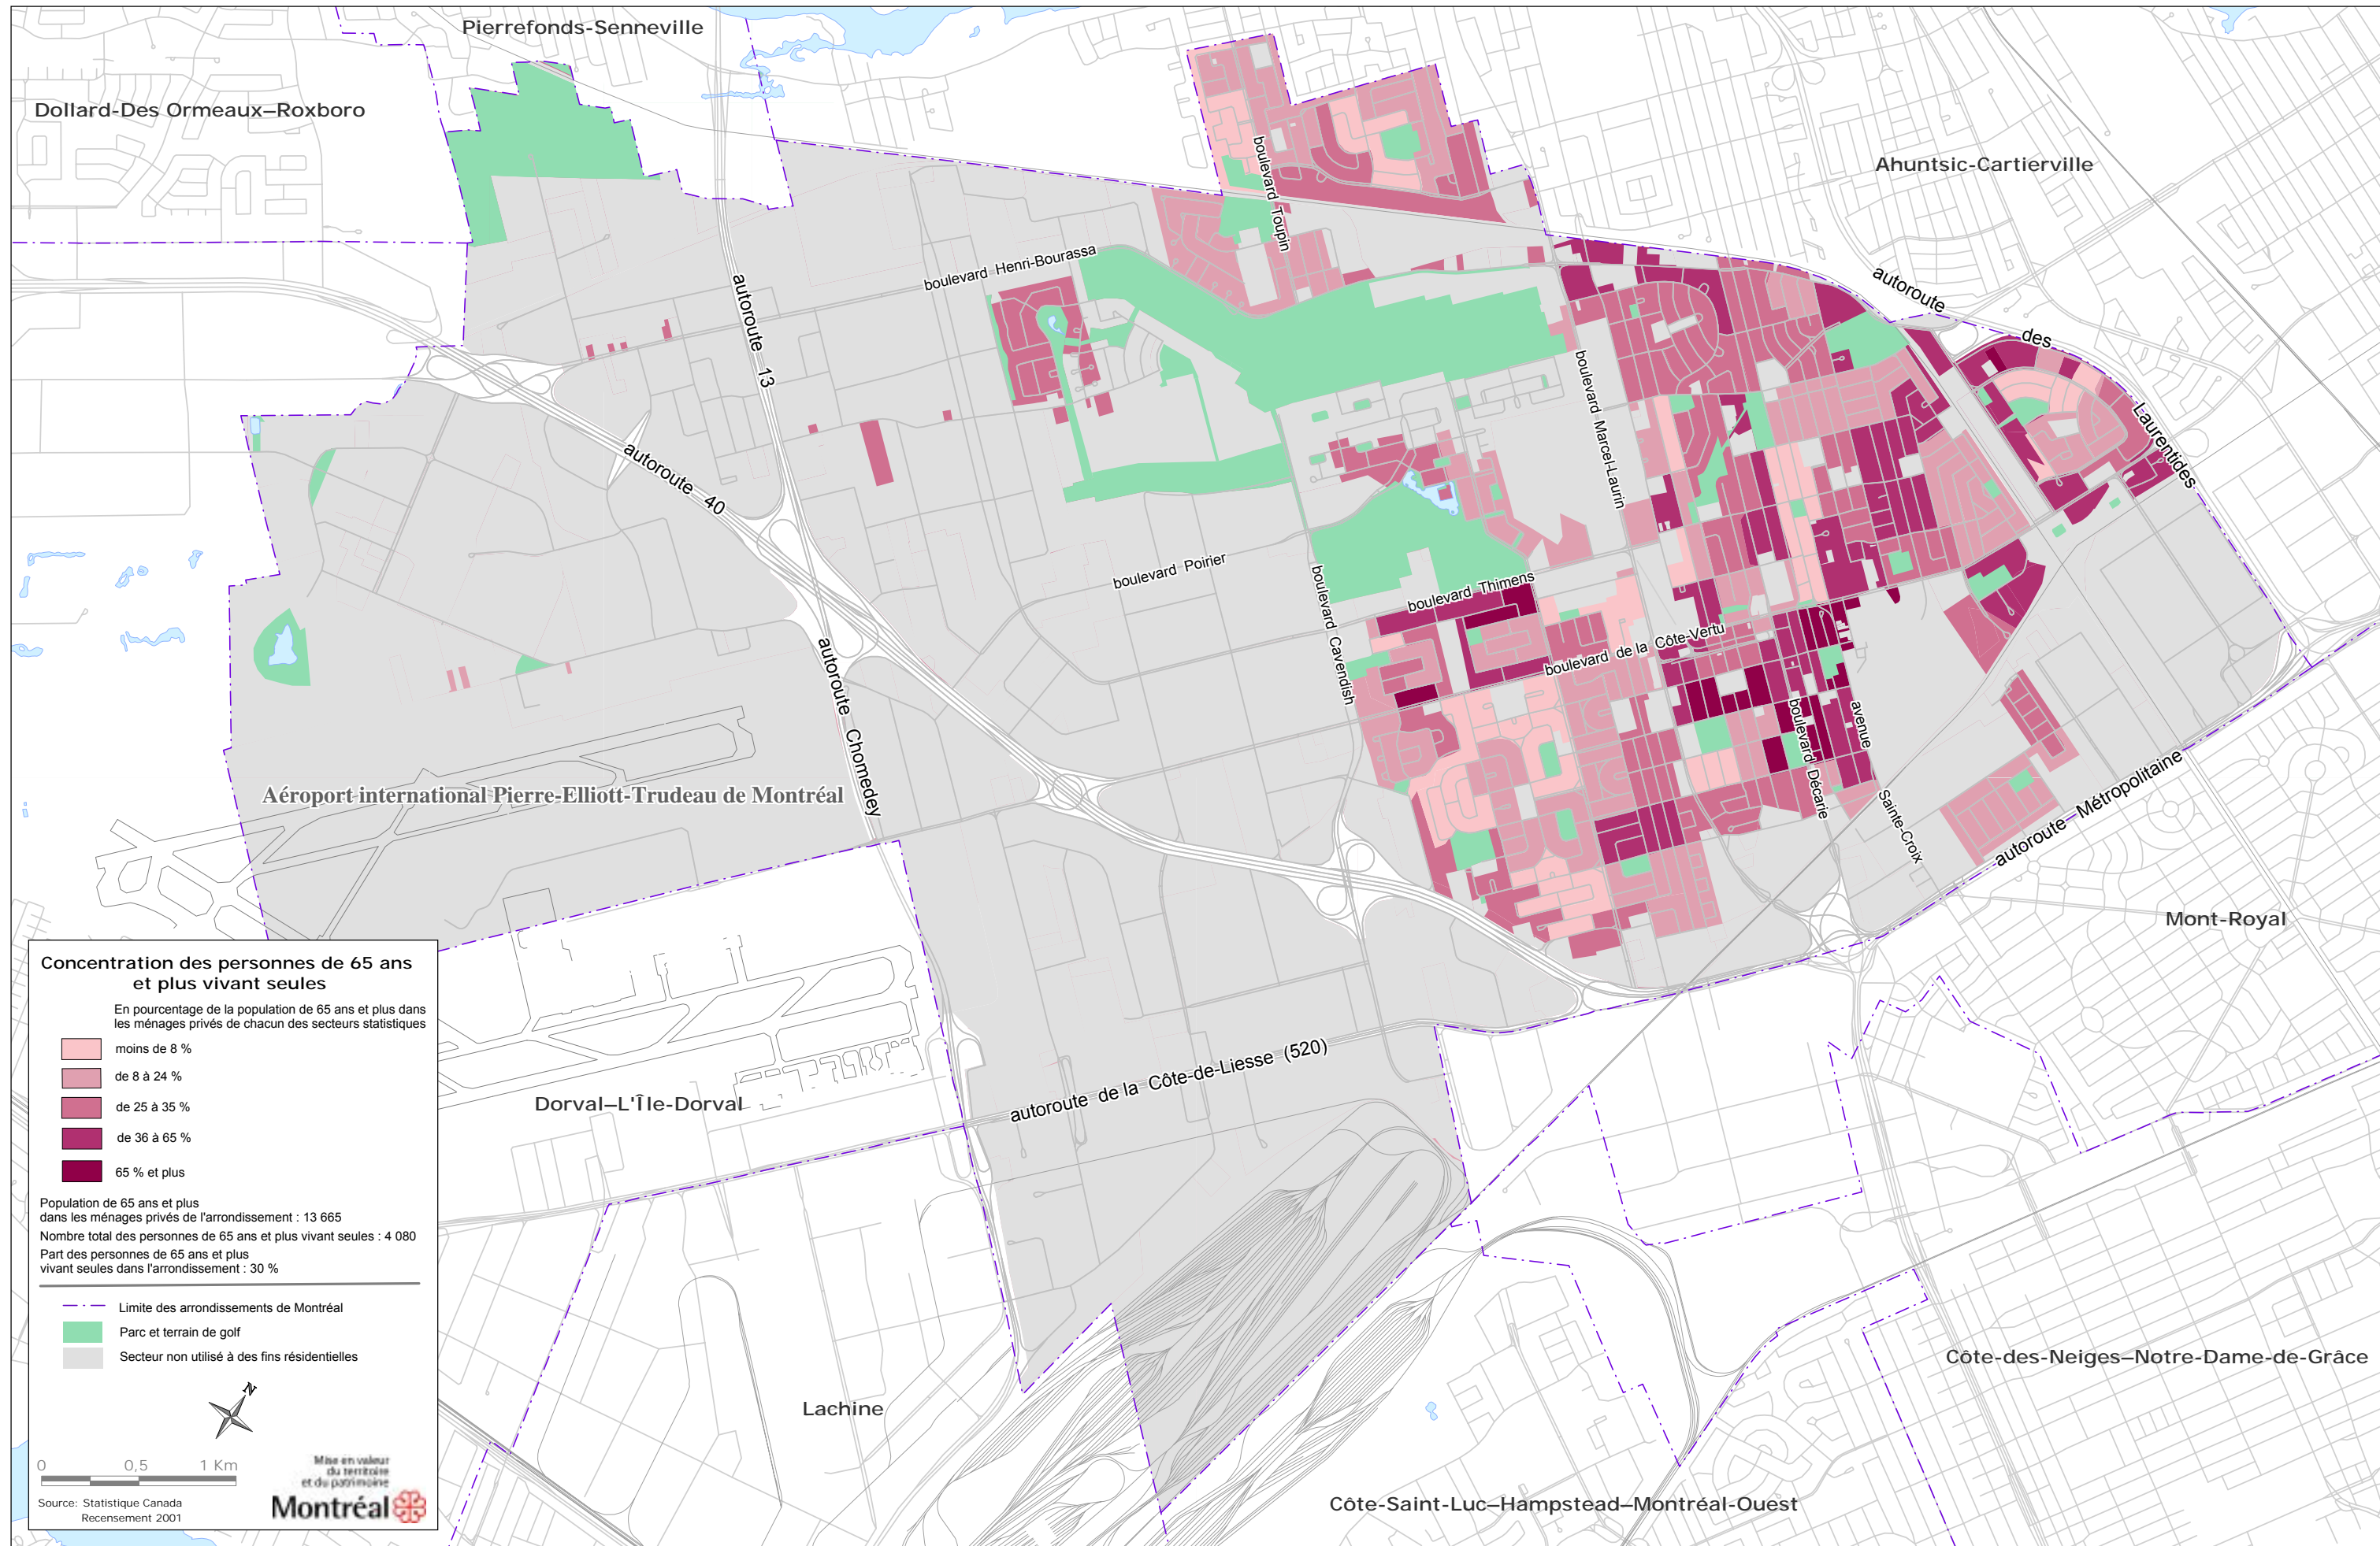 Pierrefonds-Senneville
Dollard-Des Ormeaux–Roxboro
Ahuntsic-Cartierville
boulevard Toupin
boulevard Henri-Bourassa
autoroute 13
autoroute des Laurentides
boulevard Marcel-Laurin
autoroute 40
boulevard Poirier
boulevard Thimens
boulevard Cavendish
boulevard de la Côte-Vertu
autoroute Chomedey
boulevard Décarie
avenue Sainte-Croix
Aéroport international Pierre-Elliott-Trudeau de Montréal
autoroute Métropolitaine
Mont-Royal
autoroute de la Côte-de-Liesse (520)
Dorval–L'Île-Dorval
Lachine
Côte-des-Neiges–Notre-Dame-de-Grâce
Côte-Saint-Luc–Hampstead–Montréal-Ouest
Concentration des personnes de 65 ans
et plus vivant seules
En pourcentage de la population de 65 ans et plus dans
les ménages privés de chacun des secteurs statistiques
moins de 8 %
de 8 à 24 %
de 25 à 35 %
de 36 à 65 %
65 % et plus
Population de 65 ans et plus
dans les ménages privés de l'arrondissement : 13 665
Nombre total des personnes de 65 ans et plus vivant seules : 4 080
Part des personnes de 65 ans et plus
vivant seules dans l'arrondissement : 30 %
Limite des arrondissements de Montréal
Parc et terrain de golf
Secteur non utilisé à des fins résidentielles
N
0 0,5 1 Km
Source: Statistique Canada
Recensement 2001
Mise en valeur
du territoire
et du patrimoine
Montréal